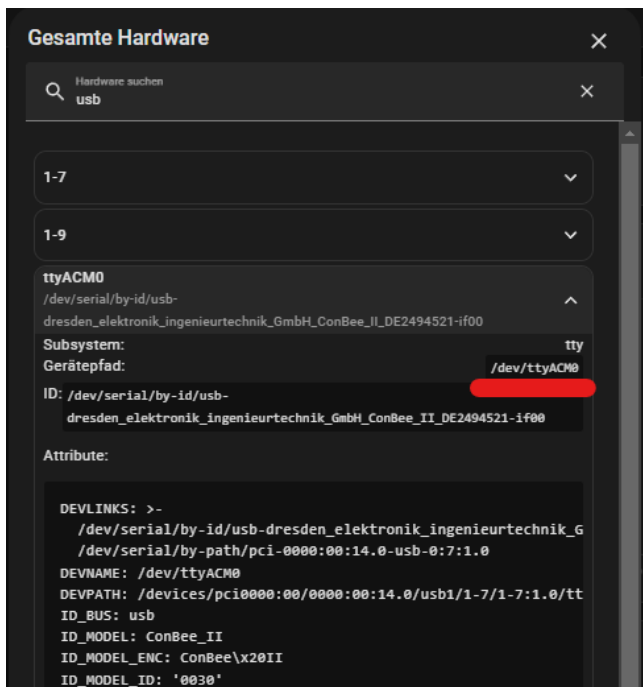 Gesamte Hardware
Hardware suchen
usb
1-7
1-9
ttyACM0
/dev/serial/by-id/usb-
dresden_elektronik_ingenieurtechnik_GmbH_ConBee_II_DE2494521-if00
Subsystem: tty
Gerätepfad: /dev/ttyACM0
ID: /dev/serial/by-id/usb-
dresden_elektronik_ingenieurtechnik_GmbH_ConBee_II_DE2494521-if00
Attribute:
DEVLINKS: >-
/dev/serial/by-id/usb-dresden_elektronik_ingenieurtechnik_G
/dev/serial/by-path/pci-0000:00:14.0-usb-0:7:1.0
DEVNAME: /dev/ttyACM0
DEVPATH: /devices/pci0000:00/0000:00:14.0/usb1/1-7/1-7:1.0/tt
ID_BUS: usb
ID_MODEL: ConBee_II
ID_MODEL_ENC: ConBee\x20II
ID_MODEL_ID: '0030'